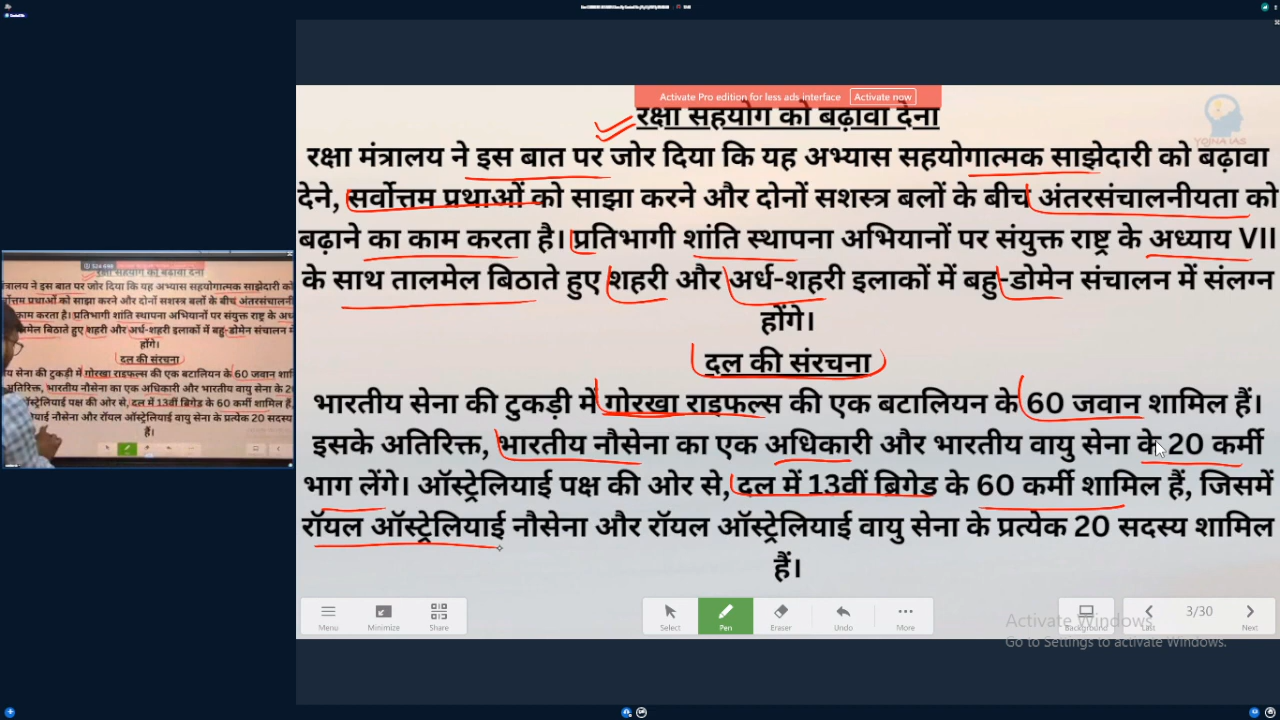 Activate Pro edition for less ads interface Activate now
रक्षा सहयोग को बढ़ावा देना
YOJNA IAS
रक्षा मंत्रालय ने इस बात पर जोर दिया कि यह अभ्यास सहयोगात्मक साझेदारी को बढ़ावा
देने, सर्वोत्तम प्रथाओं को साझा करने और दोनों सशस्त्र बलों के बीच अंतरसंचालनीयता को
बढ़ाने का काम करता है। प्रतिभागी शांति स्थापना अभियानों पर संयुक्त राष्ट्र के अध्याय VII
के साथ तालमेल बिठाते हुए शहरी और अर्ध-शहरी इलाकों में बहु-डोमेन संचालन में संलग्न
होंगे।
दल की संरचना
भारतीय सेना की टुकड़ी में गोरखा राइफल्स की एक बटालियन के 60 जवान शामिल हैं।
इसके अतिरिक्त, भारतीय नौसेना का एक अधिकारी और भारतीय वायु सेना के 20 कर्मी
भाग लेंगे। ऑस्ट्रेलियाई पक्ष की ओर से, दल में 13वीं ब्रिगेड के 60 कर्मी शामिल हैं, जिसमें
रॉयल ऑस्ट्रेलियाई नौसेना और रॉयल ऑस्ट्रेलियाई वायु सेना के प्रत्येक 20 सदस्य शामिल
हैं।
Menu Minimize Share Select Pen Eraser Undo More Background Last 3/30 Next
Activate Windows
Go to Settings to activate Windows.